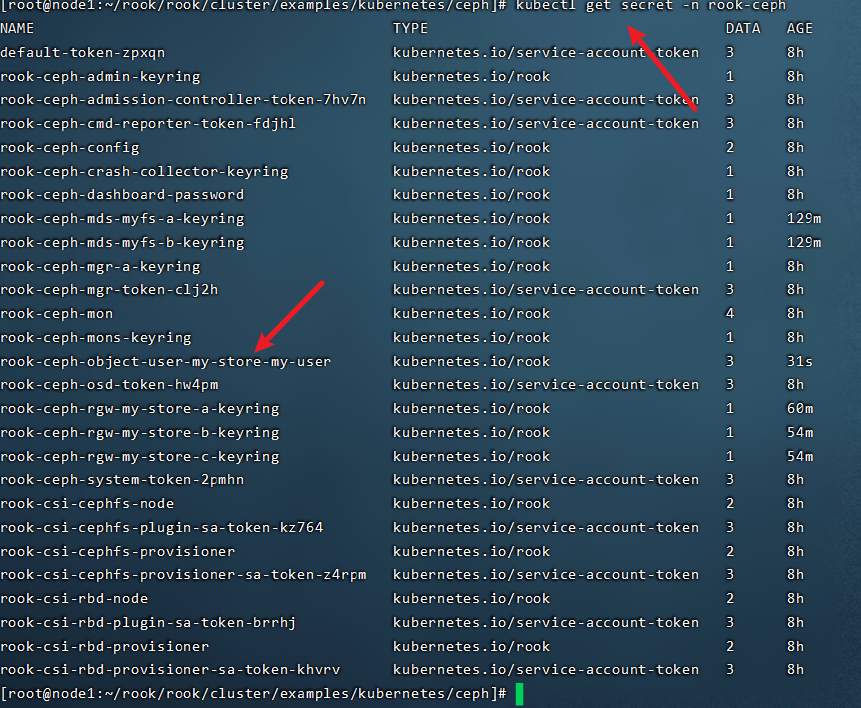 [root@node1:~/rook/rook/cluster/examples/kubernetes/ceph]# kubectl get secret -n rook-ceph
NAME TYPE DATA AGE
default-token-zpxqn kubernetes.io/service-account-token 3 8h
rook-ceph-admin-keyring kubernetes.io/rook 1 8h
rook-ceph-admission-controller-token-7hv7n kubernetes.io/service-account-token 3 8h
rook-ceph-cmd-reporter-token-fdjhl kubernetes.io/service-account-token 3 8h
rook-ceph-config kubernetes.io/rook 2 8h
rook-ceph-crash-collector-keyring kubernetes.io/rook 1 8h
rook-ceph-dashboard-password kubernetes.io/rook 1 8h
rook-ceph-mds-myfs-a-keyring kubernetes.io/rook 1 129m
rook-ceph-mds-myfs-b-keyring kubernetes.io/rook 1 129m
rook-ceph-mgr-a-keyring kubernetes.io/rook 1 8h
rook-ceph-mgr-token-clj2h kubernetes.io/service-account-token 3 8h
rook-ceph-mon kubernetes.io/rook 4 8h
rook-ceph-mons-keyring kubernetes.io/rook 1 8h
rook-ceph-object-user-my-store-my-user kubernetes.io/rook 3 31s
rook-ceph-osd-token-hw4pm kubernetes.io/service-account-token 3 8h
rook-ceph-rgw-my-store-a-keyring kubernetes.io/rook 1 60m
rook-ceph-rgw-my-store-b-keyring kubernetes.io/rook 1 54m
rook-ceph-rgw-my-store-c-keyring kubernetes.io/rook 1 54m
rook-ceph-system-token-2pmhn kubernetes.io/service-account-token 3 8h
rook-csi-cephfs-node kubernetes.io/rook 2 8h
rook-csi-cephfs-plugin-sa-token-kz764 kubernetes.io/service-account-token 3 8h
rook-csi-cephfs-provisioner kubernetes.io/rook 2 8h
rook-csi-cephfs-provisioner-sa-token-z4rpm kubernetes.io/service-account-token 3 8h
rook-csi-rbd-node kubernetes.io/rook 2 8h
rook-csi-rbd-plugin-sa-token-brrhj kubernetes.io/service-account-token 3 8h
rook-csi-rbd-provisioner kubernetes.io/rook 2 8h
rook-csi-rbd-provisioner-sa-token-khvrv kubernetes.io/service-account-token 3 8h
[root@node1:~/rook/rook/cluster/examples/kubernetes/ceph]#